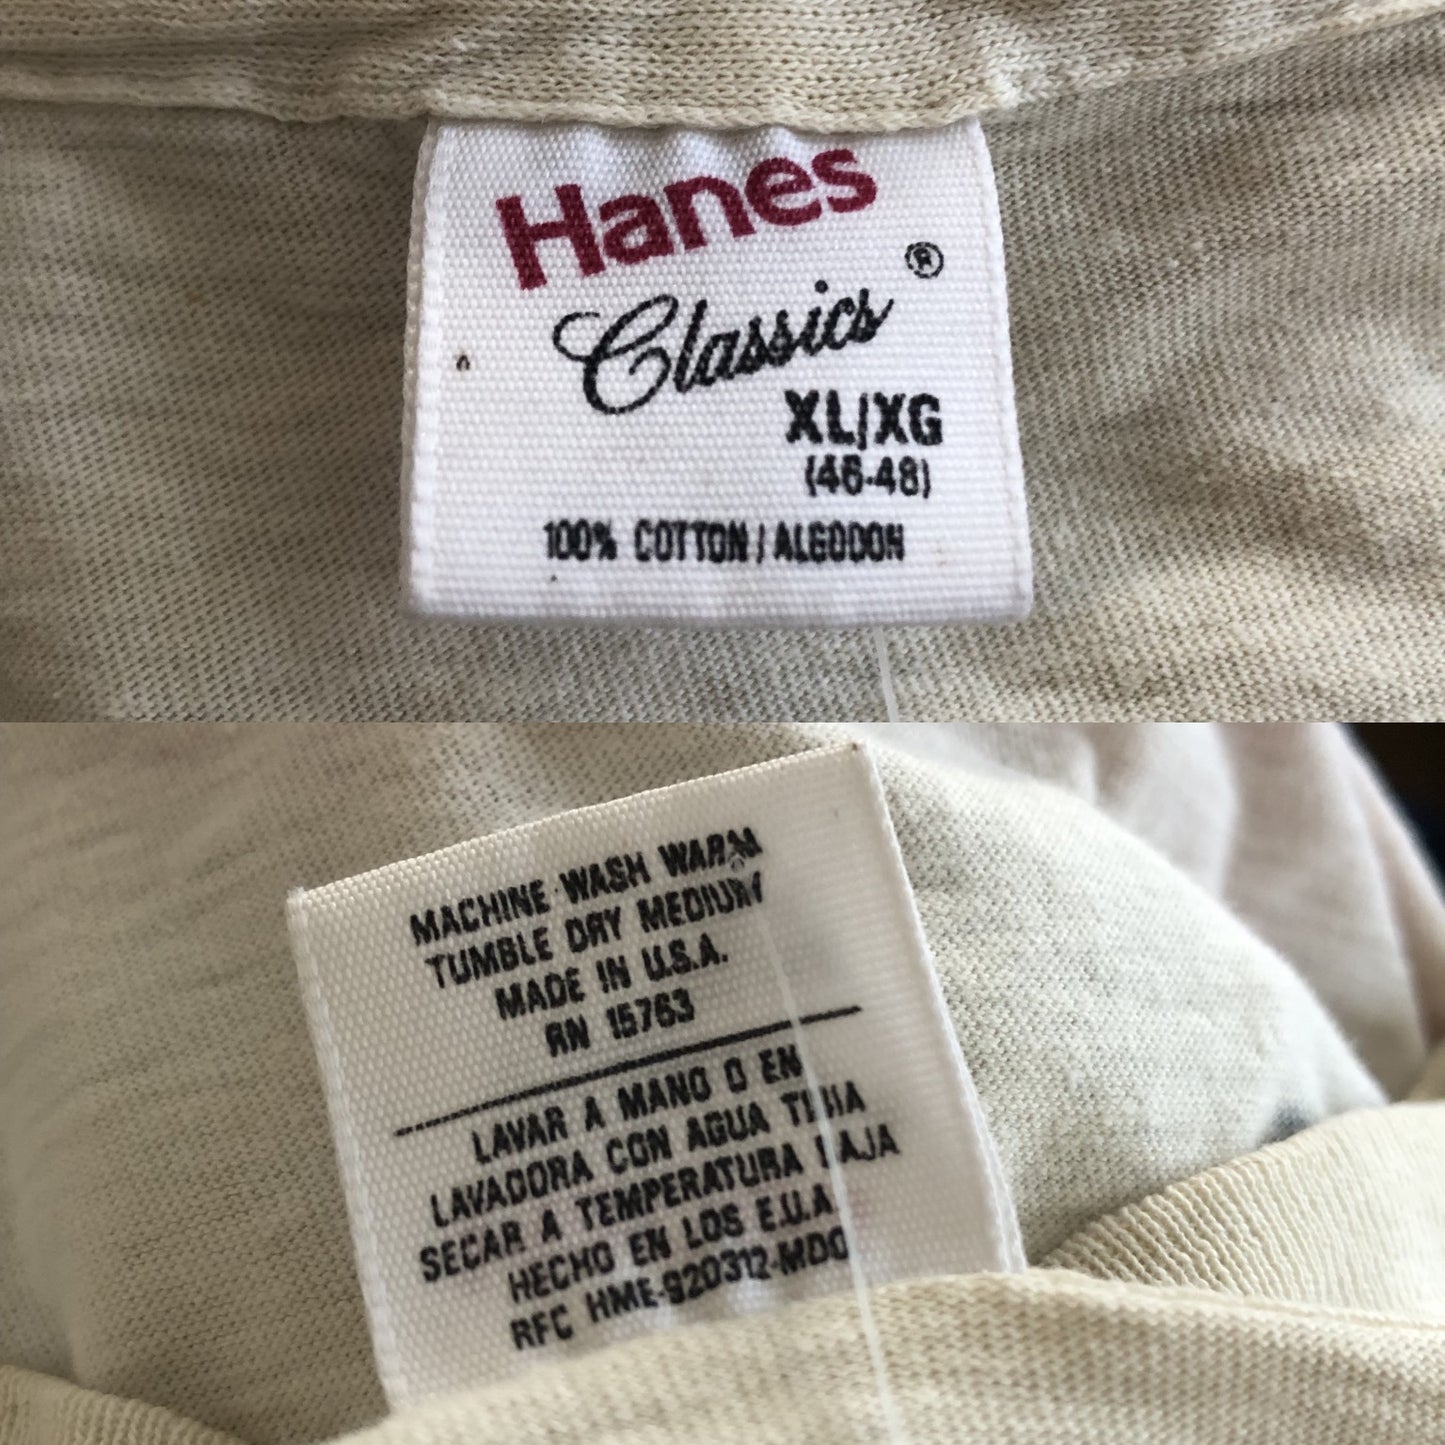 Hanes
Classics ®
XL/XG
(46-48)
100% COTTON / ALGODON
MACHINE WASH WARM
TUMBLE DRY MEDIUM
MADE IN U.S.A.
RN 15763
LAVAR A MANO O EN
LAVADORA CON AGUA TIBIA
SECAR A TEMPERATURA BAJA
HECHO EN LOS E.U.A.
RFC HME-920312-MDO